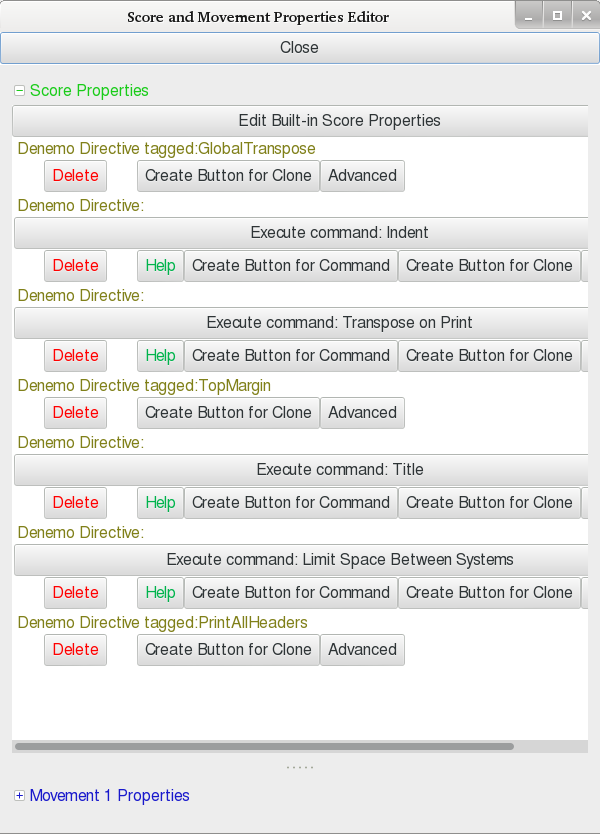 Score and Movement Properties Editor
Close
Score Properties
Edit Built-in Score Properties
Denemo Directive tagged:GlobalTranspose
Delete Create Button for Clone Advanced
Denemo Directive:
Execute command: Indent
Delete Help Create Button for Command Create Button for Clone
Denemo Directive:
Execute command: Transpose on Print
Delete Help Create Button for Command Create Button for Clone
Denemo Directive tagged:TopMargin
Delete Create Button for Clone Advanced
Denemo Directive:
Execute command: Title
Delete Help Create Button for Command Create Button for Clone
Denemo Directive:
Execute command: Limit Space Between Systems
Delete Help Create Button for Command Create Button for Clone
Denemo Directive tagged:PrintAllHeaders
Delete Create Button for Clone Advanced
Movement 1 Properties